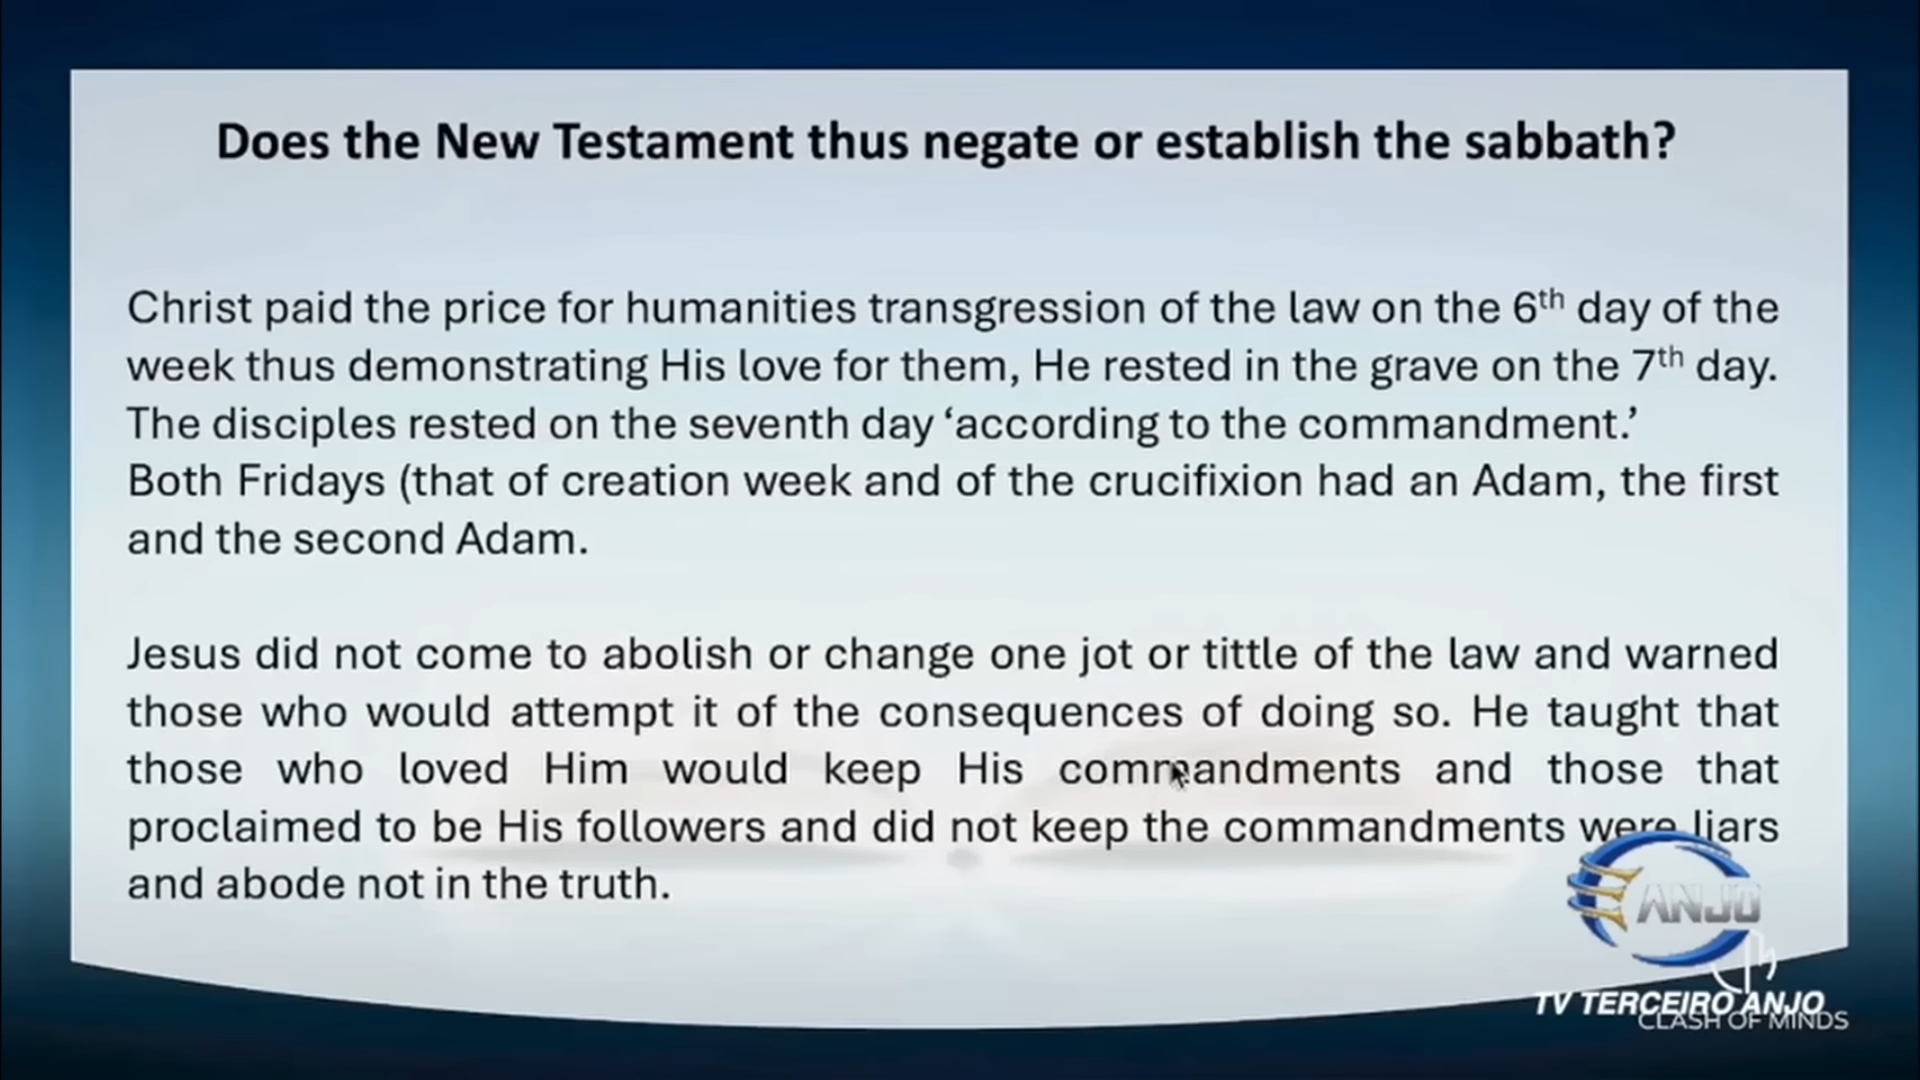 Does the New Testament thus negate or establish the sabbath?
Christ paid the price for humanities transgression of the law on the 6th day of the
week thus demonstrating His love for them, He rested in the grave on the 7th day.
The disciples rested on the seventh day ‘according to the commandment.’
Both Fridays (that of creation week and of the crucifixion had an Adam, the first
and the second Adam.
Jesus did not come to abolish or change one jot or tittle of the law and warned
those who would attempt it of the consequences of doing so. He taught that
those who loved Him would keep His commandments and those that
proclaimed to be His followers and did not keep the commandments were liars
and abode not in the truth.
ANJO
TV TERCEIRO ANJO
CLASH OF MINDS